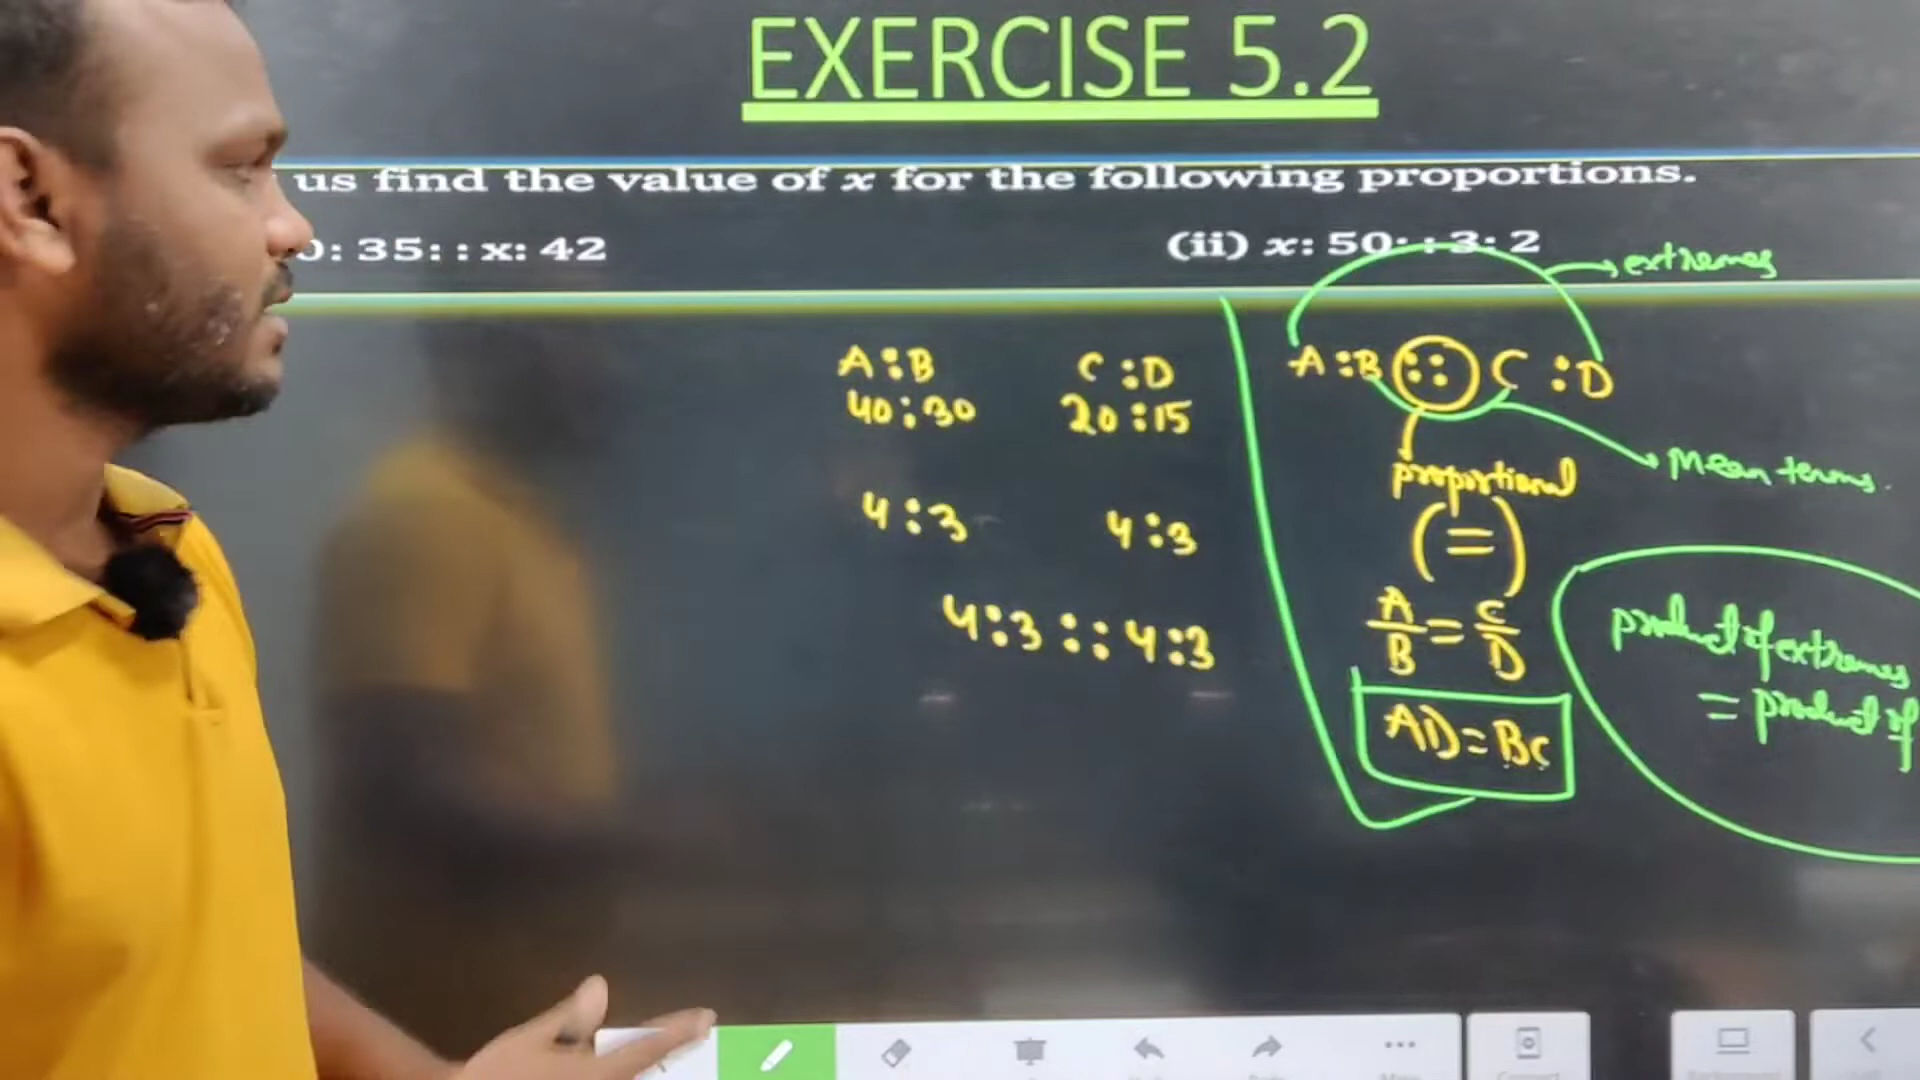 EXERCISE 5.2
us find the value of x for the following proportions.
0: 35: : x: 42
(ii) x: 50: : 3: 2
extremes
A:B C:D
40:30 20:15
4:3 4:3
4:3::4:3
A:B :: C:D
Mean terms.
proportional
(=)
A/B = C/D
AD=BC
product of extremes
= product of